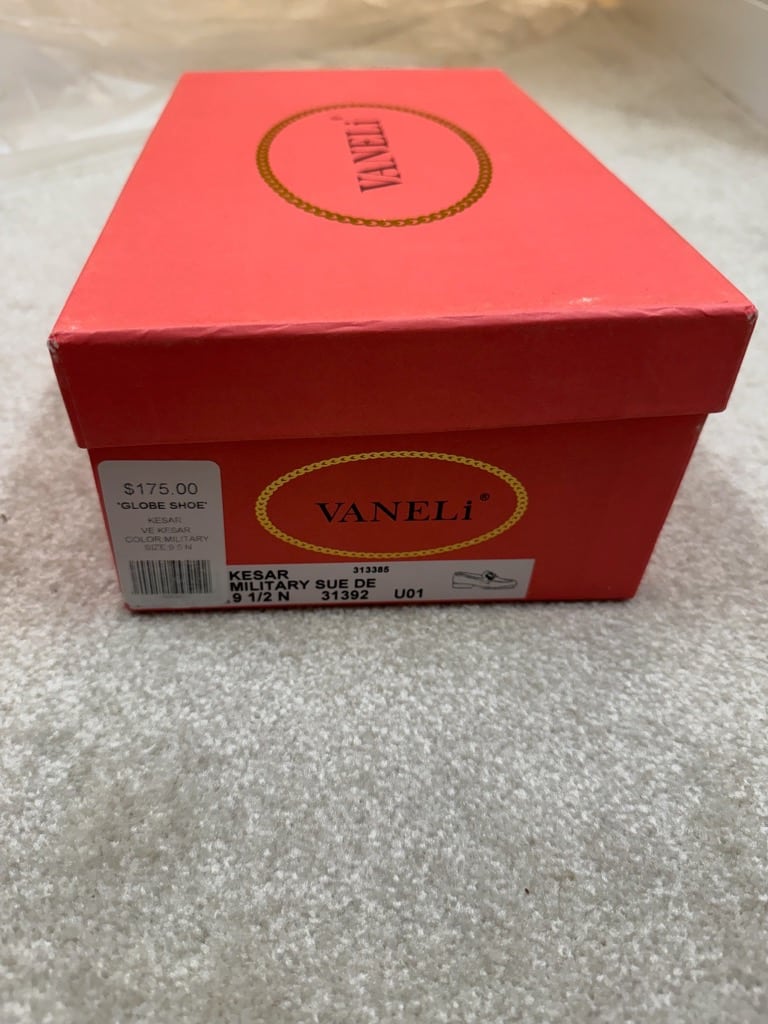 VANELi®
$175.00
"GLOBE SHOE"
KESAR
VE KESAR
COLOR:MILITARY
SIZE:9.5 N
VANELi®
313385
KESAR
MILITARY SUE DE
.9 1/2 N 31392 U01